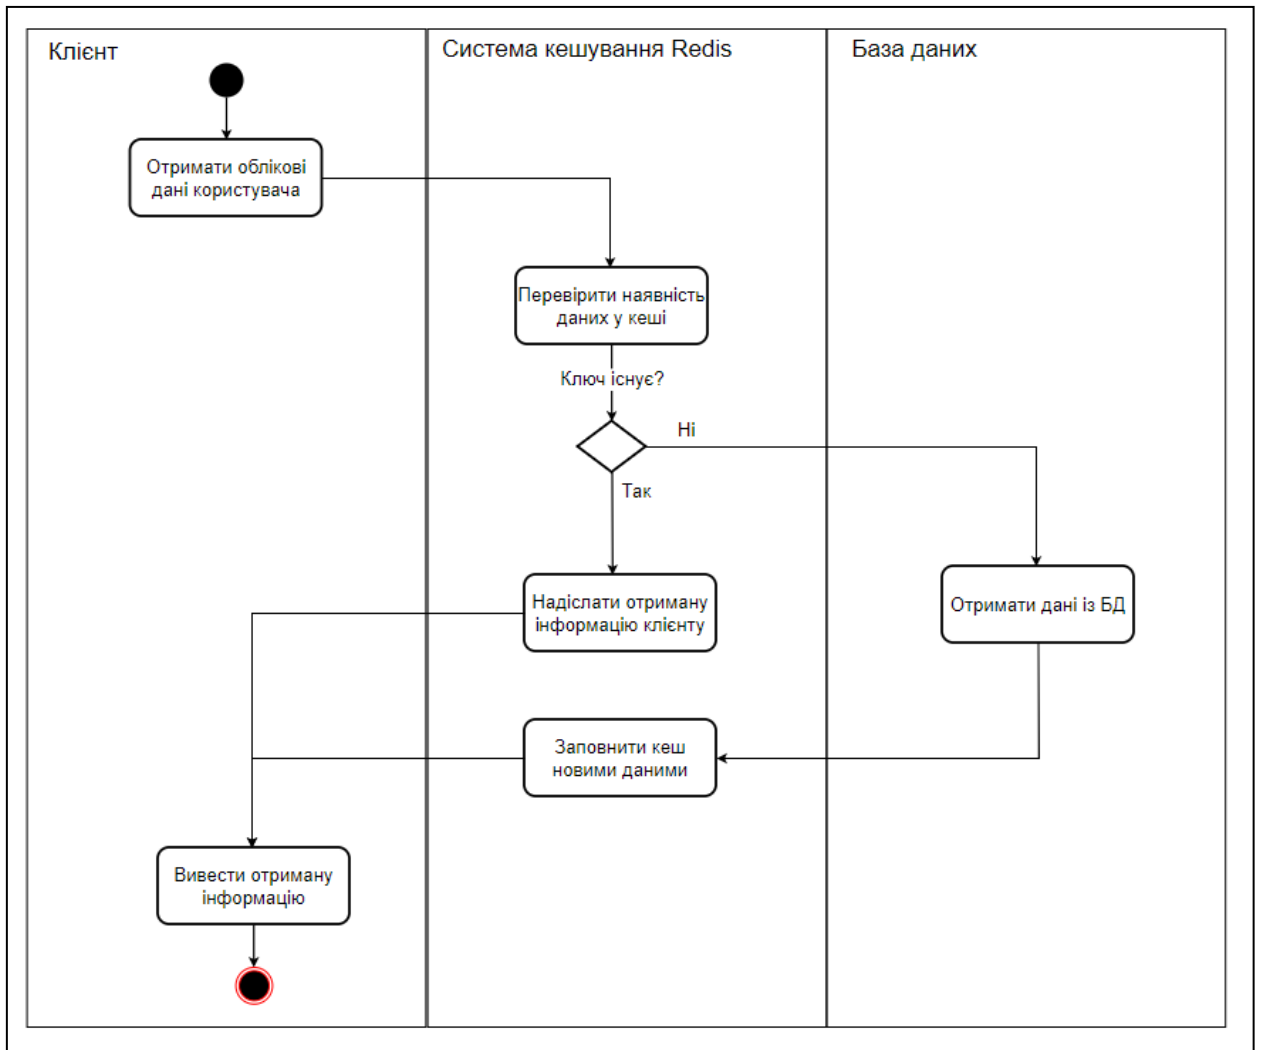 Клієнт
Система кешування Redis
База даних
Отримати облікові
дані користувача
Перевірити наявність
даних у кеші
Ключ існує?
Ні
Так
Надіслати отриману
інформацію клієнту
Отримати дані із БД
Заповнити кеш
новими даними
Вивести отриману
інформацію